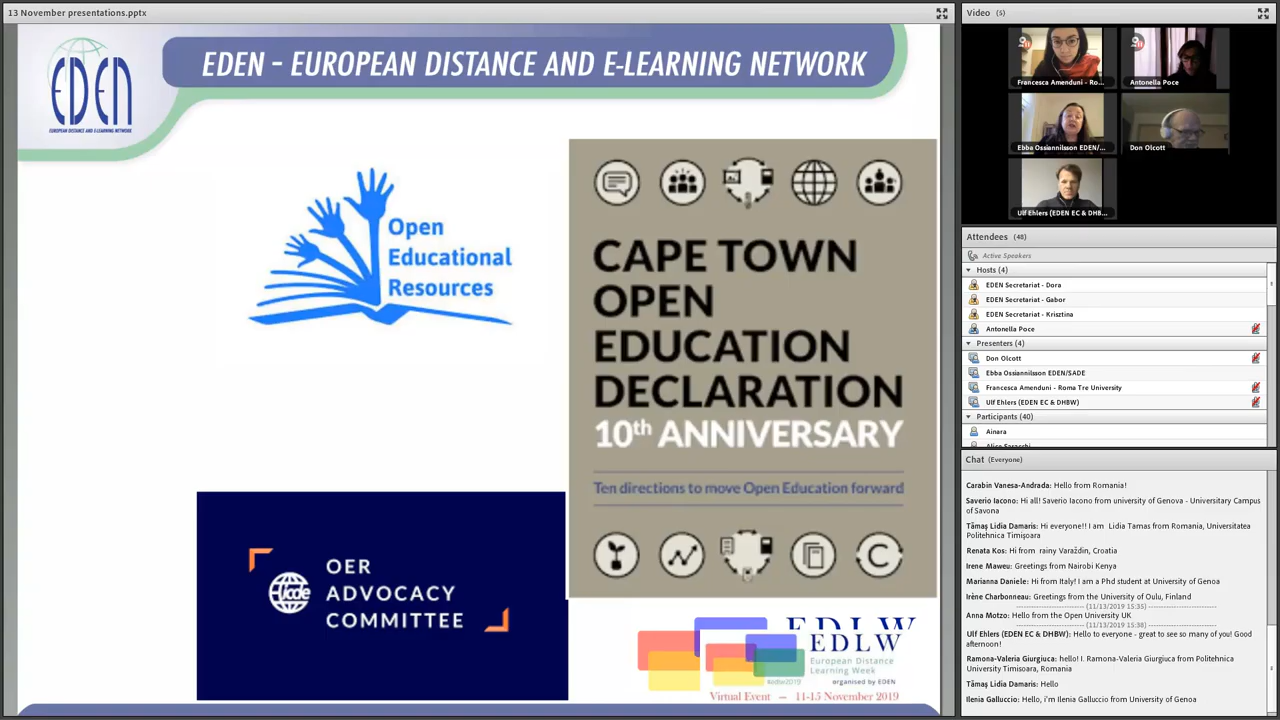 13 November presentations.pptx
EDEN
EUROPEAN DISTANCE AND E-LEARNING NETWORK
EDEN – EUROPEAN DISTANCE AND E-LEARNING NETWORK
Open
Educational
Resources
CAPE TOWN
OPEN
EDUCATION
DECLARATION
10th ANNIVERSARY
Ten directions to move Open Education forward
icde
OER
ADVOCACY
COMMITTEE
EDLW
EDLW
European Distance
Learning Week
#edlw2019
organised by EDEN
Virtual Event – 11-15 November 2019
Video (5)
Francesca Amenduni - Ro...
Antonella Poce
Ebba Ossiannilsson EDEN/...
Don Olcott
Ulf Ehlers (EDEN EC & DHB...
Attendees (48)
Active Speakers
Hosts (4)
EDEN Secretariat - Dora
EDEN Secretariat - Gabor
EDEN Secretariat - Krisztina
Antonella Poce
Presenters (4)
Don Olcott
Ebba Ossiannilsson EDEN/SADE
Francesca Amenduni - Roma Tre University
Ulf Ehlers (EDEN EC & DHBW)
Participants (40)
Ainara
Chat (Everyone)
Carabin Vanesa-Andrada: Hello from Romania!
Saverio Iacono: Hi all! Saverio Iacono from university of Genova - Universitary Campus
of Savona
Tămaș Lidia Damaris: Hi everyone!! I am Lidia Tamas from Romania, Universitatea
Politehnica Timișoara
Renata Kos: Hi from rainy Varaždin, Croatia
Irene Maweu: Greetings from Nairobi Kenya
Marianna Daniele: Hi from Italy! I am a Phd student at University of Genoa
Irène Charbonneau: Greetings from the University of Oulu, Finland
(11/13/2019 15:35)
Anna Motzo: Hello from the Open University UK
(11/13/2019 15:38)
Ulf Ehlers (EDEN EC & DHBW): Hello to everyone - great to see so many of you! Good
afternoon!
Ramona-Valeria Giurgiuca: hello! I. Ramona-Valeria Giurgiuca from Politehnica
University Timisoara, Romania
Tămaș Lidia Damaris: Hello
Ilenia Galluccio: Hello, i'm Ilenia Galluccio from University of Genoa